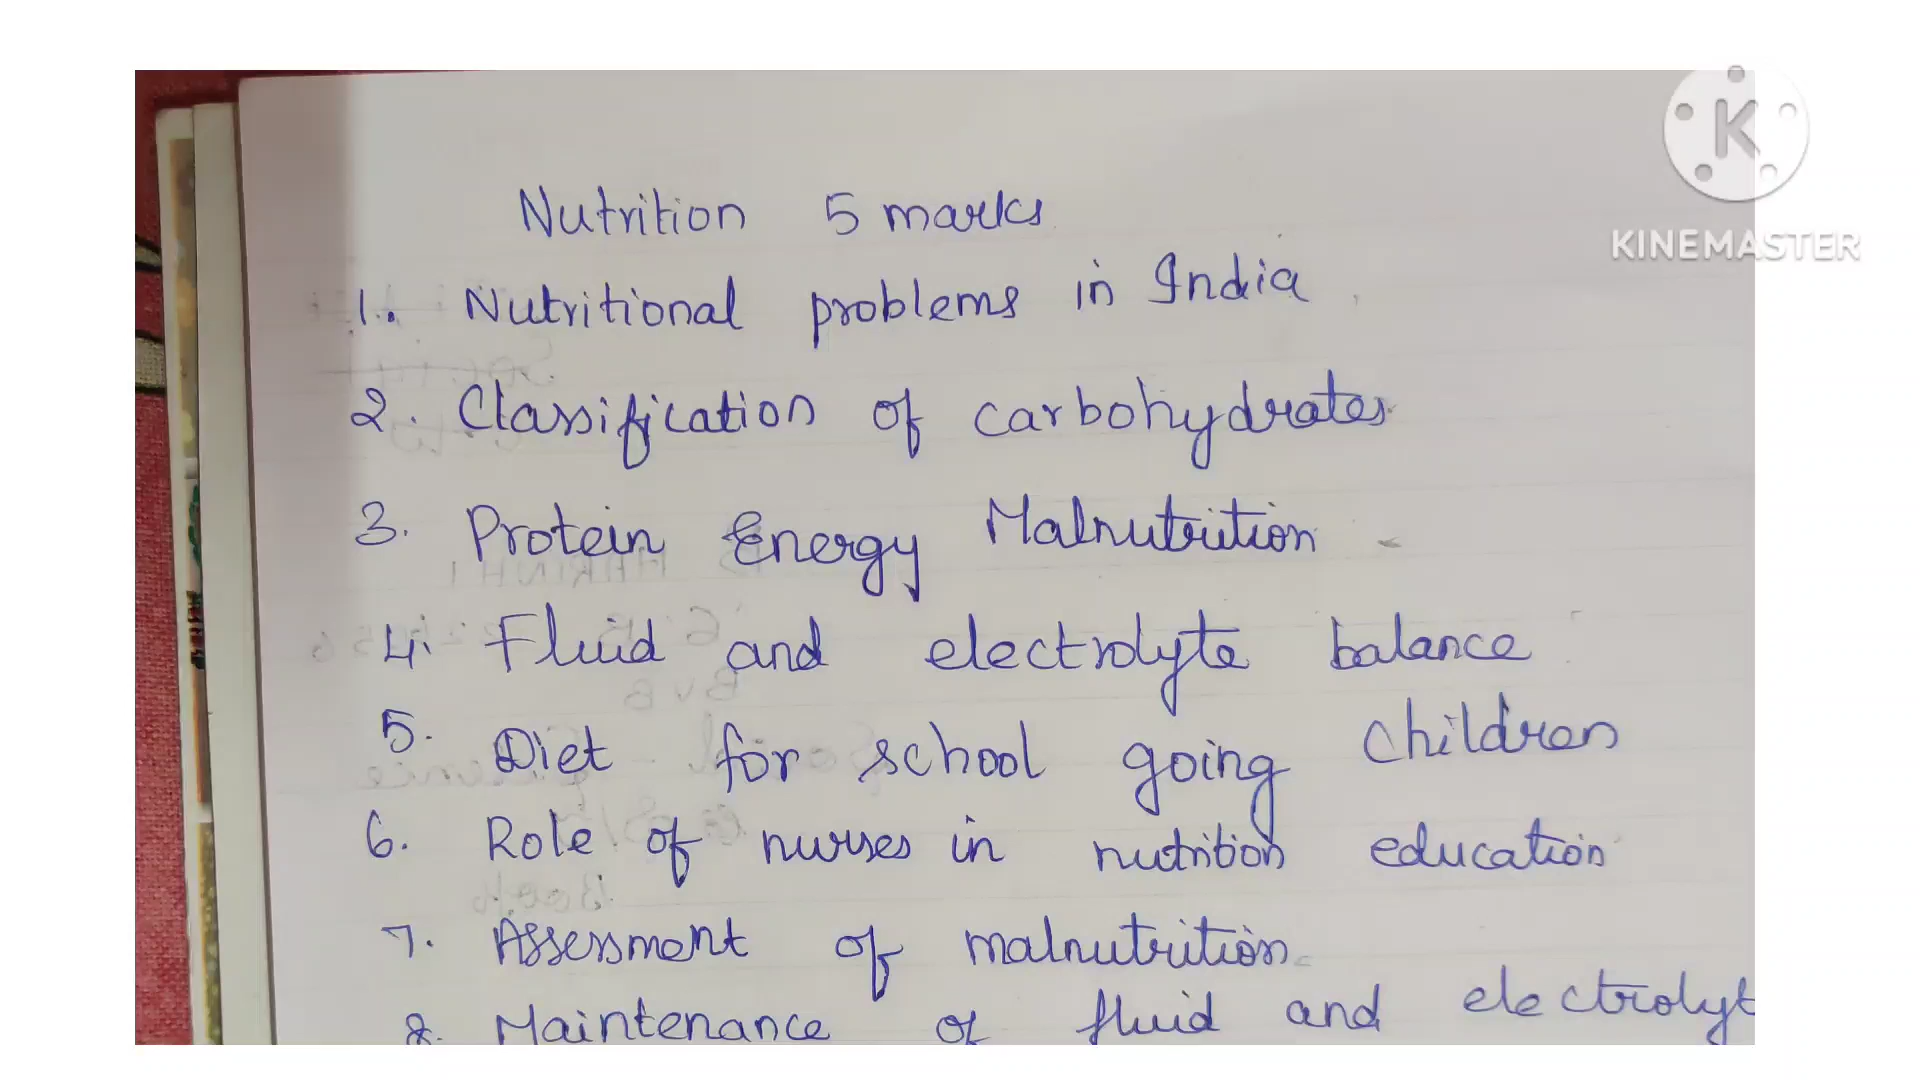 Nutrition 5 marks
1. Nutritional problems in India
2. Classification of carbohydrates
3. Protein Energy Malnutrition
4. Fluid and electrolyte balance
5. Diet for school going children
6. Role of nurses in nutrition education
7. Assessment of malnutrition
8. Maintenance of fluid and electrolyt
K
KINEMASTER